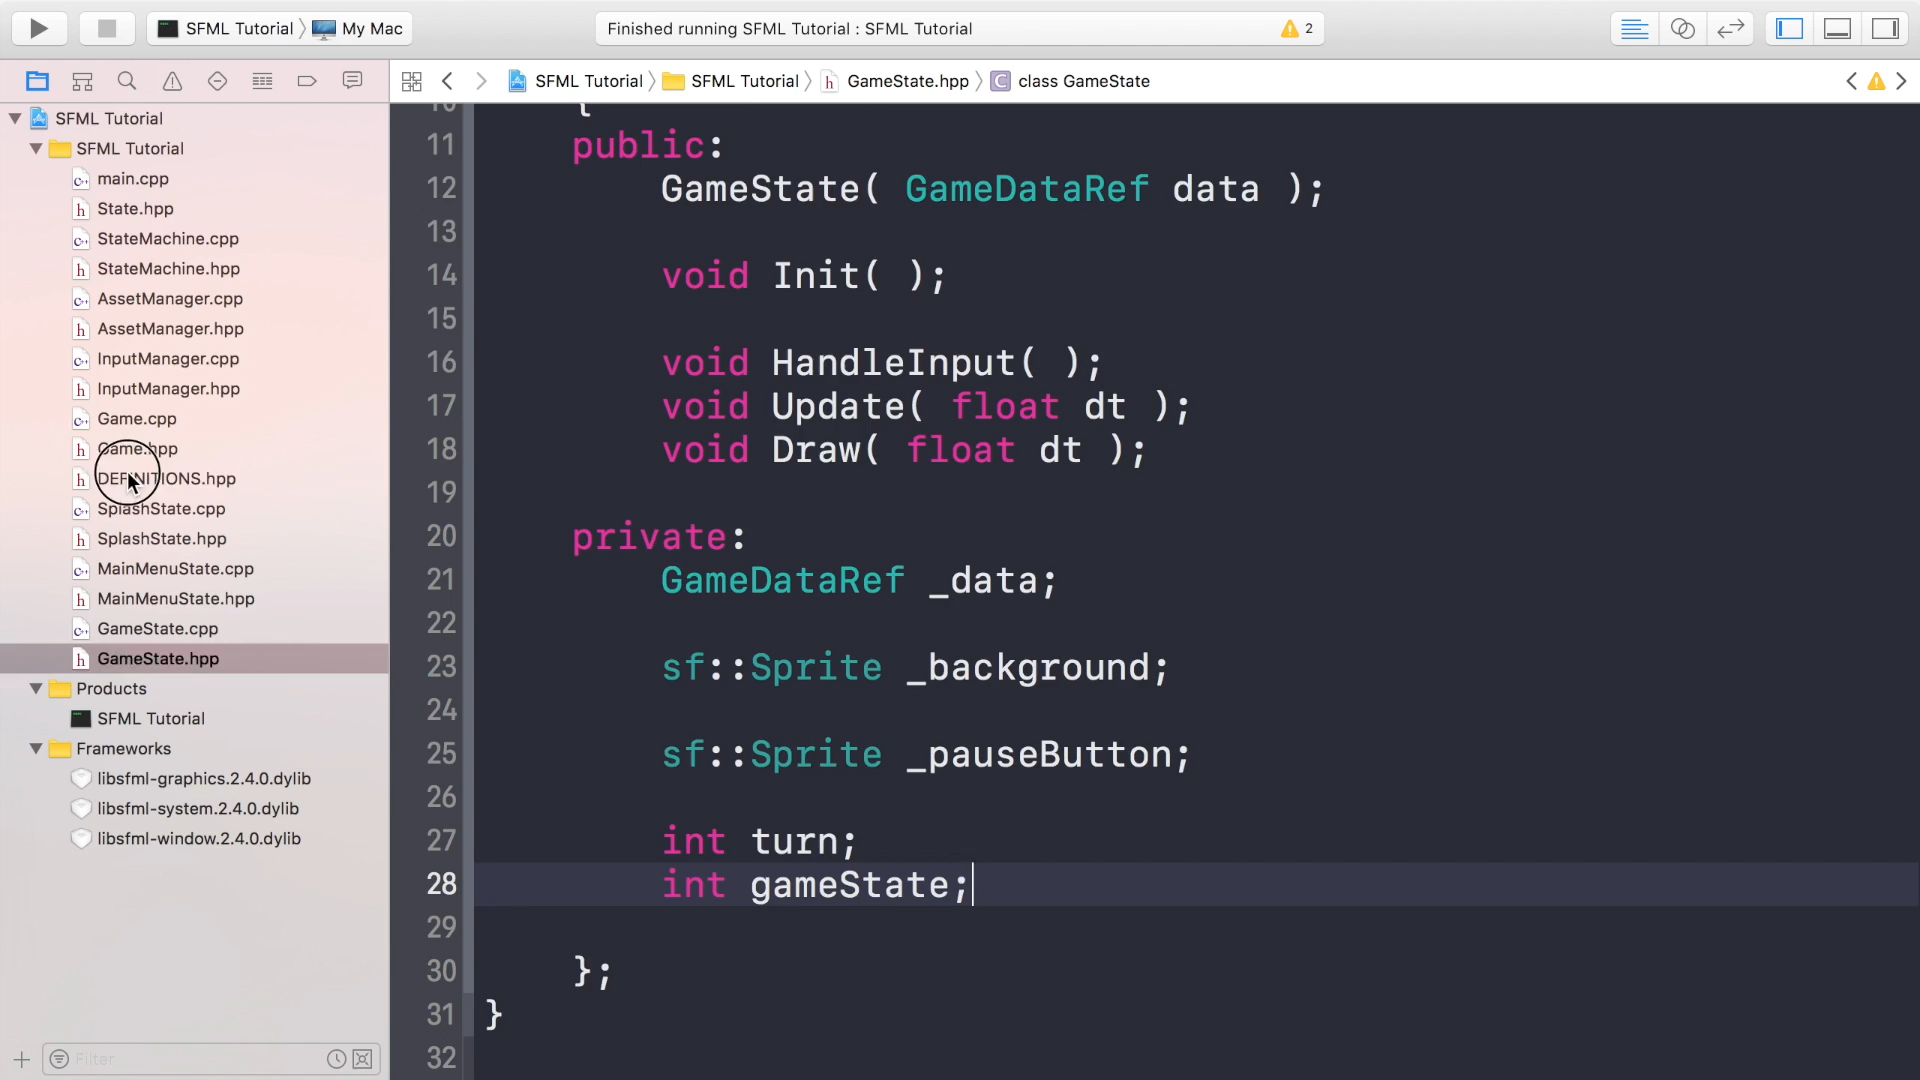 SFML Tutorial My Mac
Finished running SFML Tutorial : SFML Tutorial
2
SFML Tutorial SFML Tutorial GameState.hpp class GameState
SFML Tutorial
SFML Tutorial
main.cpp
State.hpp
StateMachine.cpp
StateMachine.hpp
AssetManager.cpp
AssetManager.hpp
InputManager.cpp
InputManager.hpp
Game.cpp
Game.hpp
DEFINITIONS.hpp
SplashState.cpp
SplashState.hpp
MainMenuState.cpp
MainMenuState.hpp
GameState.cpp
GameState.hpp
Products
SFML Tutorial
Frameworks
libsfml-graphics.2.4.0.dylib
libsfml-system.2.4.0.dylib
libsfml-window.2.4.0.dylib
Filter
10 {
11 public:
12 GameState( GameDataRef data );
13
14 void Init( );
15
16 void HandleInput( );
17 void Update( float dt );
18 void Draw( float dt );
19
20 private:
21 GameDataRef _data;
22
23 sf::Sprite _background;
24
25 sf::Sprite _pauseButton;
26
27 int turn;
28 int gameState;
29
30 };
31 }
32